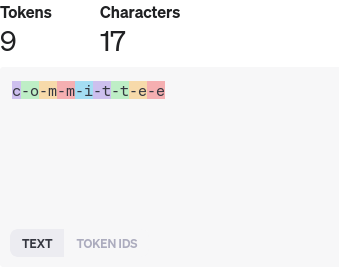 Tokens Characters
9 17
c-o-m-m-i-t-t-e-e
TEXT TOKEN IDS